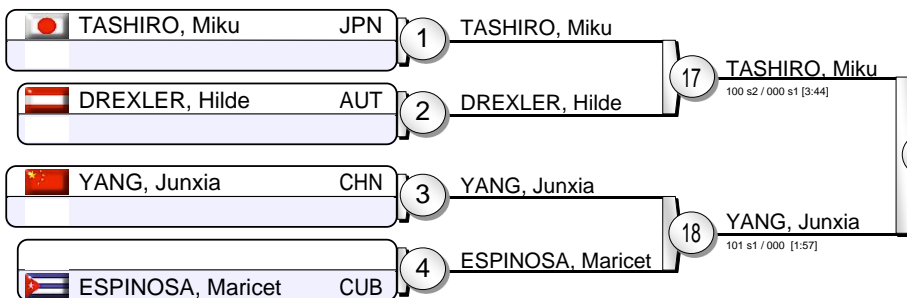 TASHIRO, Miku JPN
1
TASHIRO, Miku
17
TASHIRO, Miku
100 s2 / 000 s1 [3:44]
DREXLER, Hilde AUT
2
DREXLER, Hilde
YANG, Junxia CHN
3
YANG, Junxia
18
YANG, Junxia
101 s1 / 000 [1:57]
4
ESPINOSA, Maricet
ESPINOSA, Maricet CUB